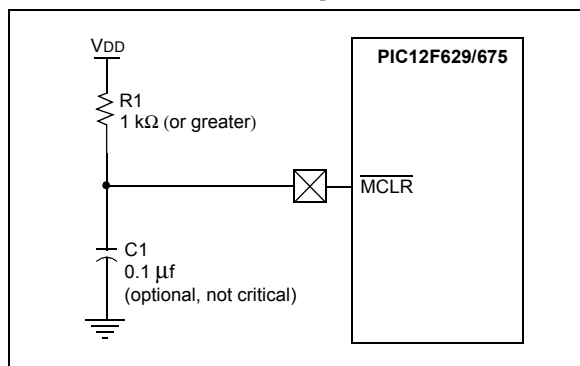 VDD
PIC12F629/675
R1
1 kΩ (or greater)
MCLR
C1
0.1 μf
(optional, not critical)